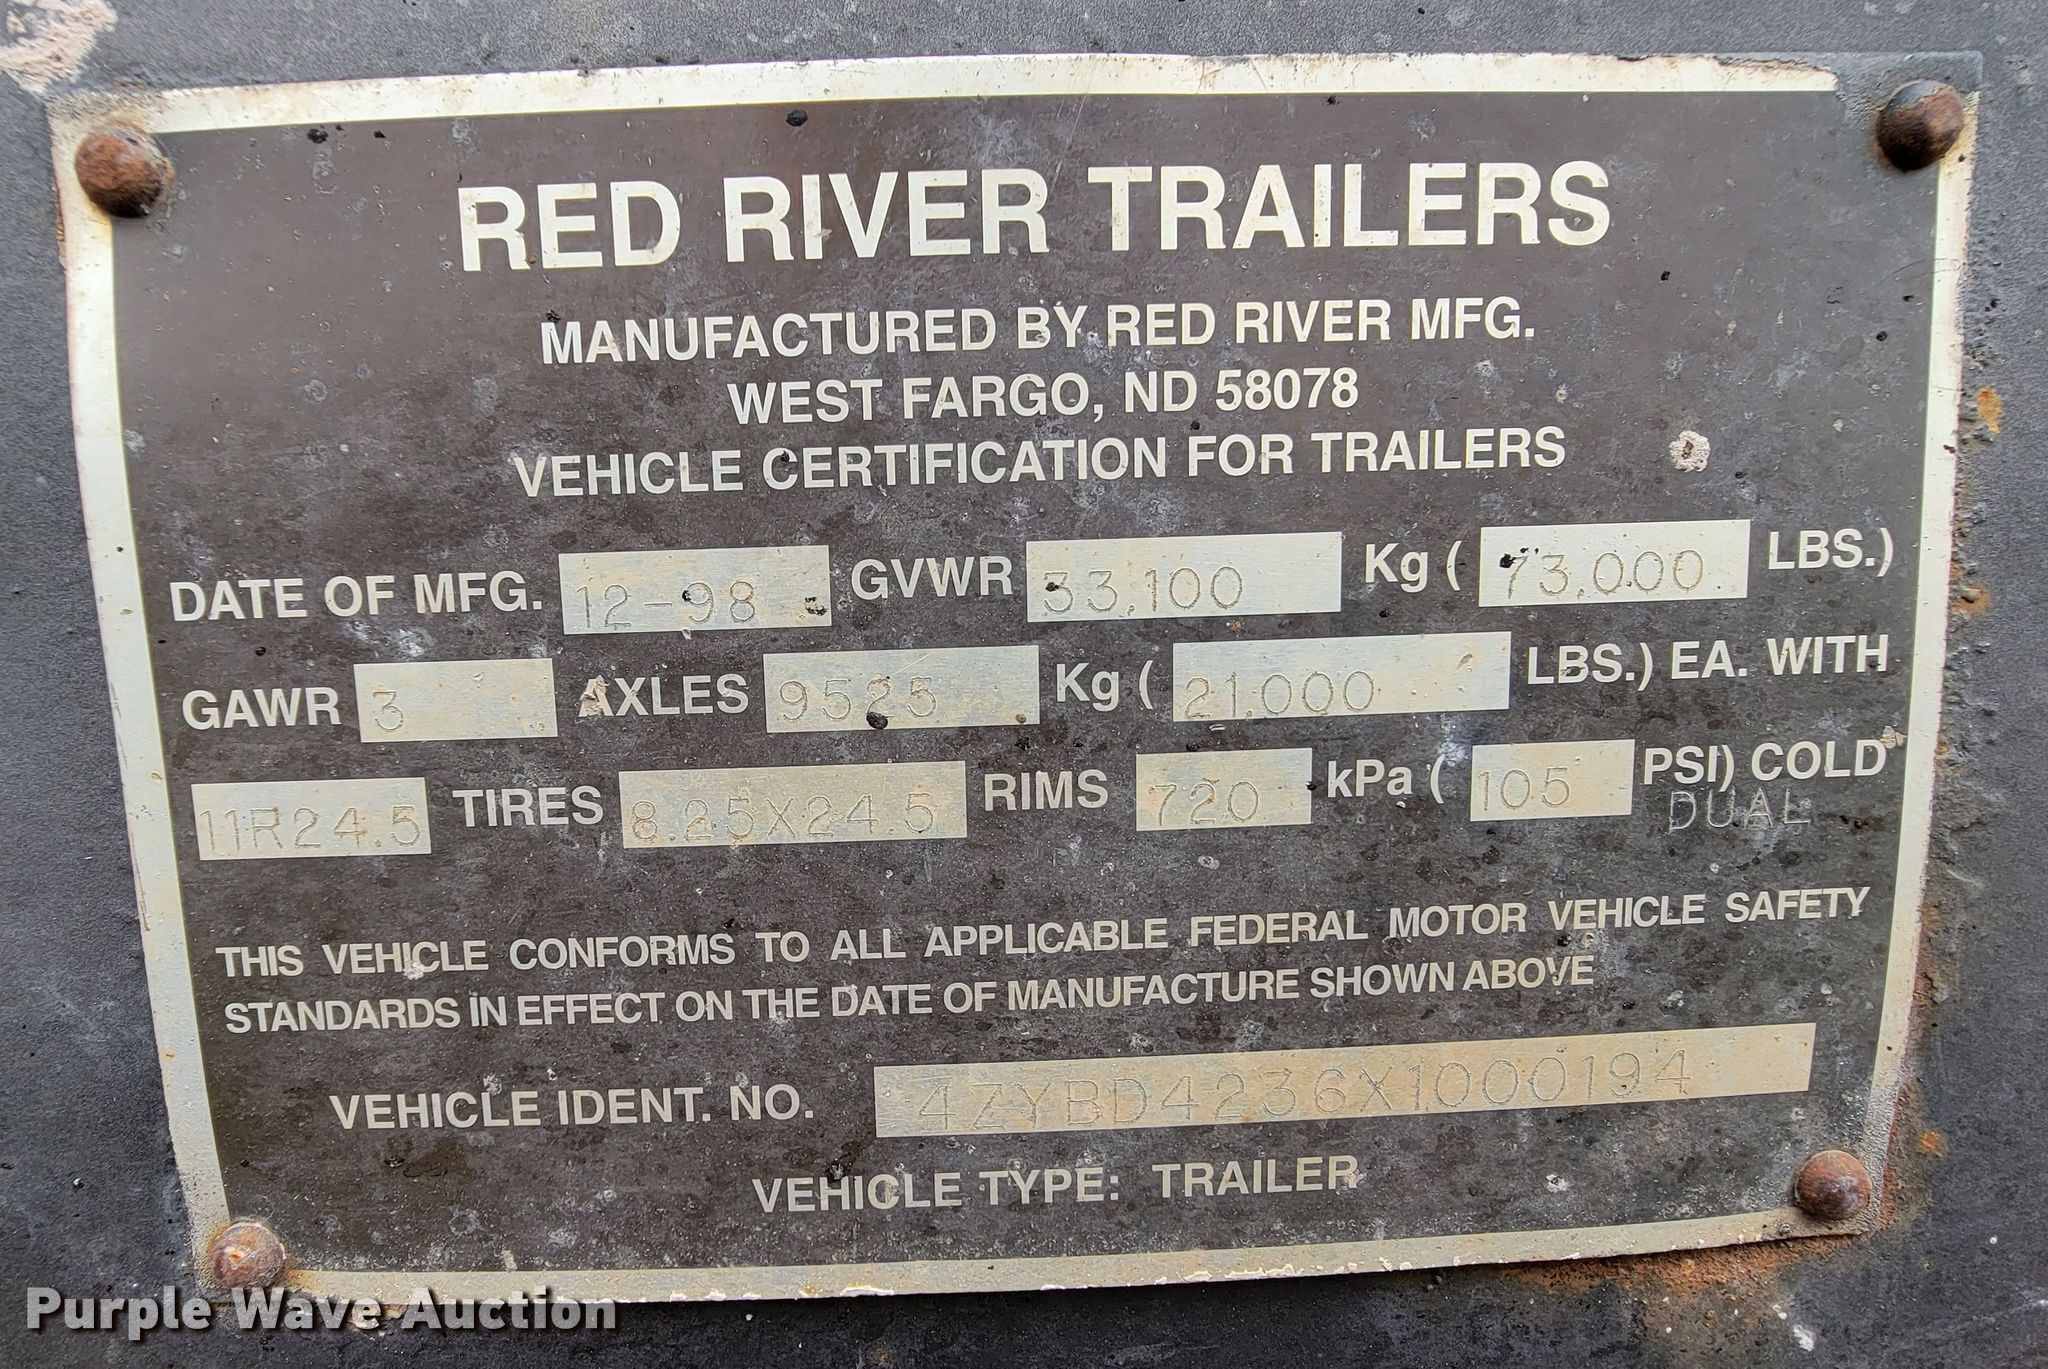 RED RIVER TRAILERS
MANUFACTURED BY RED RIVER MFG.
WEST FARGO, ND 58078
VEHICLE CERTIFICATION FOR TRAILERS
DATE OF MFG. 12-98 GVWR 33,100 Kg ( 73,000 LBS.)
GAWR 3 AXLES 9525 Kg ( 21,000 LBS.) EA. WITH
11R24.5 TIRES 8.25X24.5 RIMS 720 kPa ( 105 PSI) COLD
DUAL
THIS VEHICLE CONFORMS TO ALL APPLICABLE FEDERAL MOTOR VEHICLE SAFETY
STANDARDS IN EFFECT ON THE DATE OF MANUFACTURE SHOWN ABOVE
VEHICLE IDENT. NO. 4ZYBD4236X1000194
VEHICLE TYPE: TRAILER
Purple Wave Auction